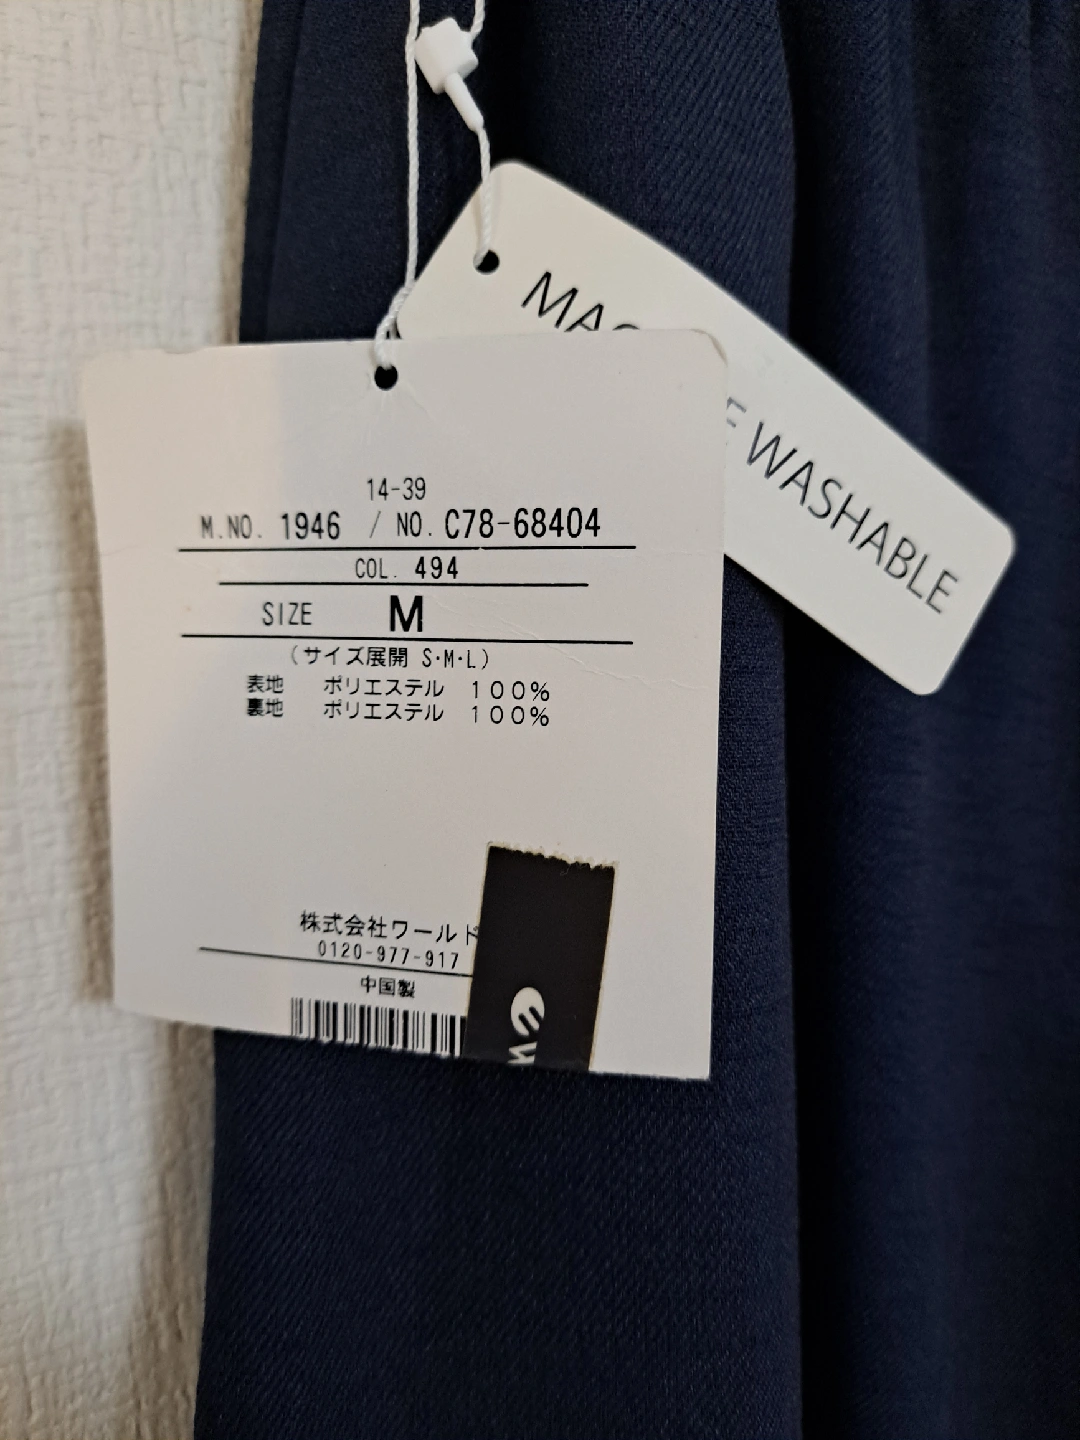 MAC
E WASHABLE
14-39
M.NO. 1946 / NO. C78-68404
COL. 494
SIZE M
(サイズ展開 S·M·L)
表地 ポリエステル 100%
裏地 ポリエステル 100%
株式会社ワールド
0120-977-917
中国製